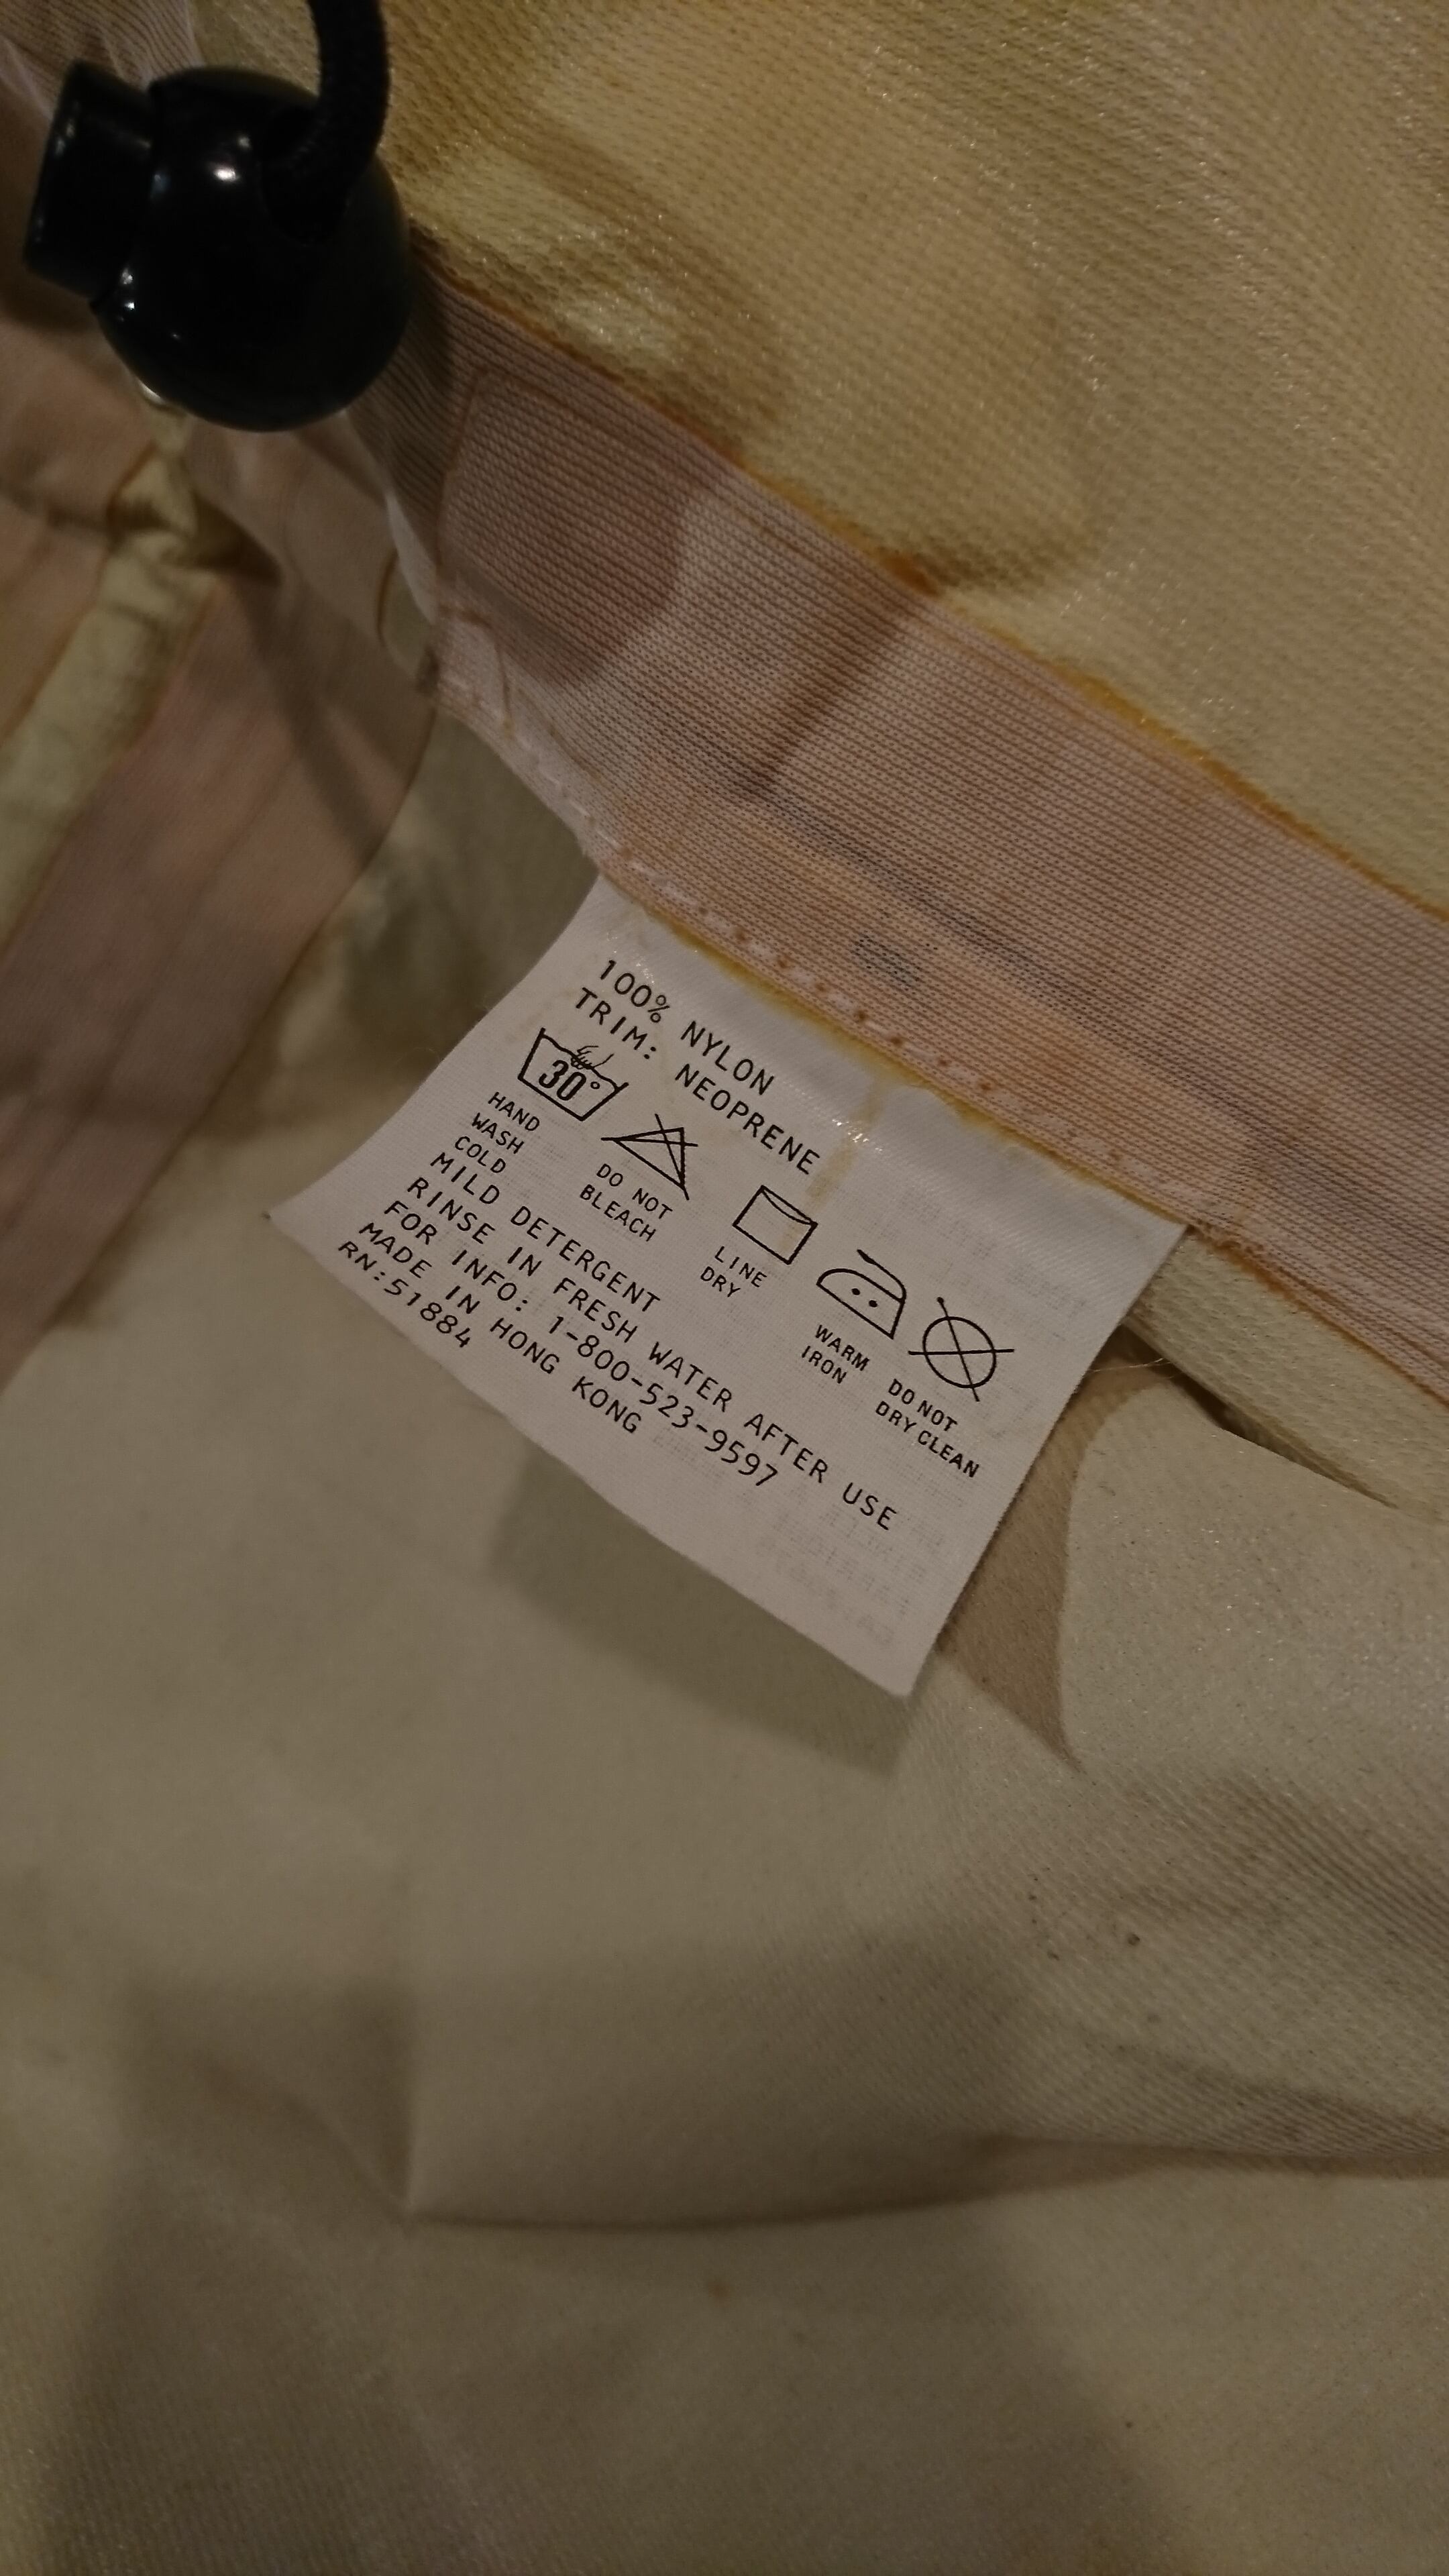 100% NYLON
TRIM: NEOPRENE
30°
HAND
WASH
COLD
DO NOT
BLEACH
LINE
DRY
WARM
IRON
DO NOT
DRY CLEAN
MILD DETERGENT
RINSE IN FRESH WATER AFTER USE
FOR INFO: 1-800-523-9597
MADE IN HONG KONG
RN:51884